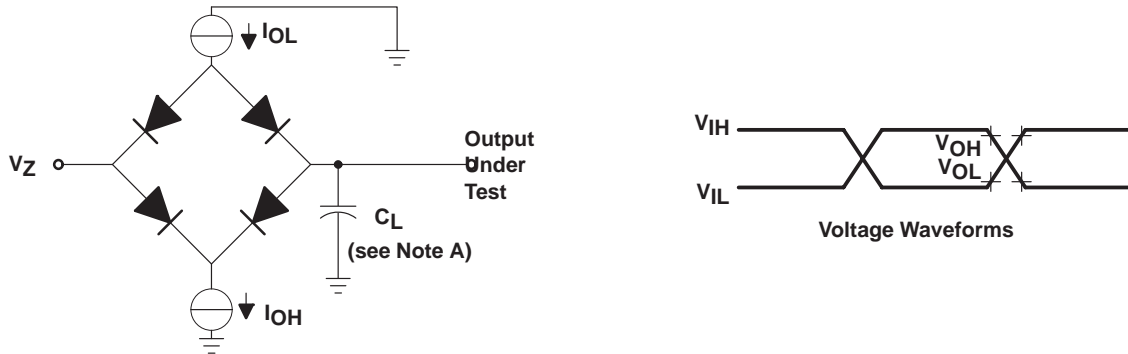 IOL
VZ
Output
Under
Test
CL
(see Note A)
IOH
VIH
VOH
VOL
VIL
Voltage Waveforms